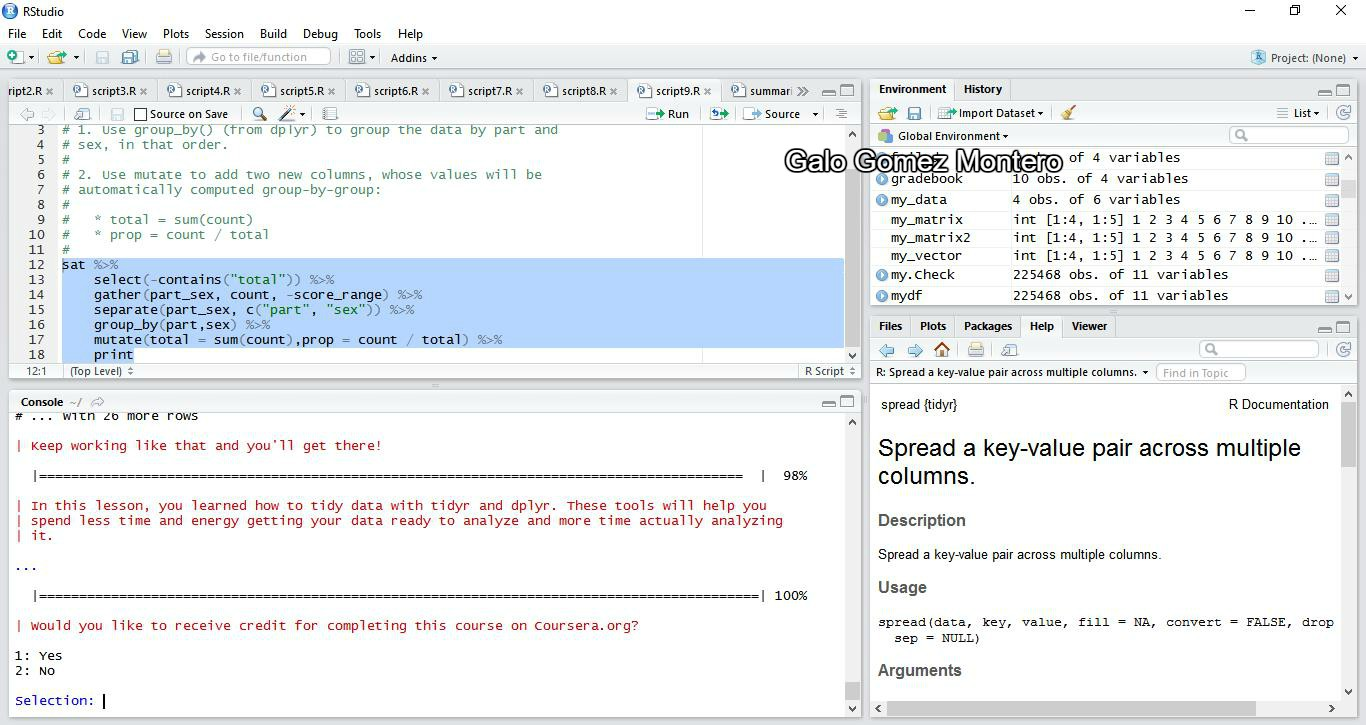 RStudio
File Edit Code View Plots Session Build Debug Tools Help
Go to file/function Addins Project: (None)
ript2.R script3.R script4.R script5.R script6.R script7.R script8.R script9.R summari
Source on Save Run Source
3 # 1. Use group_by() (from dplyr) to group the data by part and
4 # sex, in that order.
5 #
6 # 2. Use mutate to add two new columns, whose values will be
7 # automatically computed group-by-group:
8 #
9 #   * total = sum(count)
10 #   * prop = count / total
11 #
12 sat %>%
13     select(-contains("total")) %>%
14     gather(part_sex, count, -score_range) %>%
15     separate(part_sex, c("part", "sex")) %>%
16     group_by(part,sex) %>%
17     mutate(total = sum(count),prop = count / total) %>%
18     print
12:1 (Top Level) R Script
Console ~/
# ... with 26 more rows
| Keep working like that and you'll get there!
|======================================================================================== | 98%
| In this lesson, you learned how to tidy data with tidyr and dplyr. These tools will help you
| spend less time and energy getting your data ready to analyze and more time actually analyzing
| it.
...
|==========================================================================================| 100%
| Would you like to receive credit for completing this course on Coursera.org?
1: Yes
2: No
Selection:
Environment History
Import Dataset List
Global Environment
of 4 variables
Galo Gomez Montero
gradebook 10 obs. of 4 variables
my_data 4 obs. of 6 variables
my_matrix int [1:4, 1:5] 1 2 3 4 5 6 7 8 9 10 ...
my_matrix2 int [1:4, 1:5] 1 2 3 4 5 6 7 8 9 10 ...
my_vector int [1:4, 1:5] 1 2 3 4 5 6 7 8 9 10 ...
my.check 225468 obs. of 11 variables
mydf 225468 obs. of 11 variables
Files Plots Packages Help Viewer
R: Spread a key-value pair across multiple columns. Find in Topic
spread {tidyr} R Documentation
Spread a key-value pair across multiple
columns.
Description
Spread a key-value pair across multiple columns.
Usage
spread(data, key, value, fill = NA, convert = FALSE, drop
sep = NULL)
Arguments